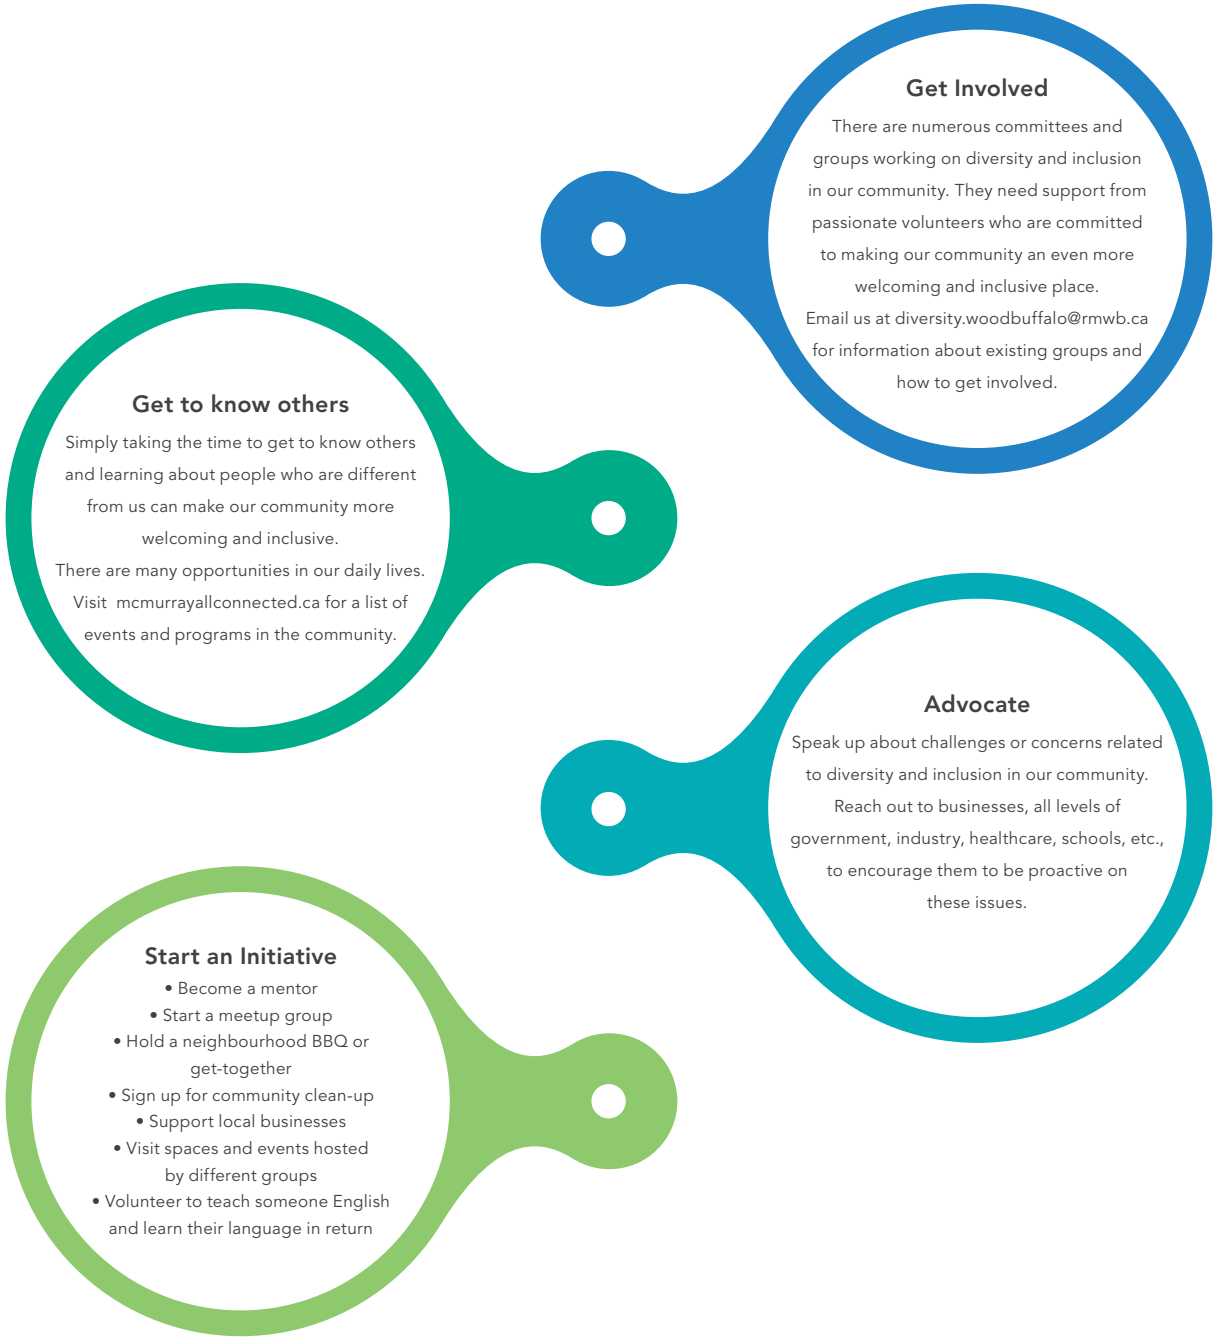 Get Involved
There are numerous committees and
groups working on diversity and inclusion
in our community. They need support from
passionate volunteers who are committed
to making our community an even more
welcoming and inclusive place.
Email us at diversity.woodbuffalo@rmwb.ca
for information about existing groups and
how to get involved.
Get to know others
Simply taking the time to get to know others
and learning about people who are different
from us can make our community more
welcoming and inclusive.
There are many opportunities in our daily lives.
Visit mcmurrayallconnected.ca for a list of
events and programs in the community.
Advocate
Speak up about challenges or concerns related
to diversity and inclusion in our community.
Reach out to businesses, all levels of
government, industry, healthcare, schools, etc.,
to encourage them to be proactive on
these issues.
Start an Initiative
• Become a mentor
• Start a meetup group
• Hold a neighbourhood BBQ or
get-together
• Sign up for community clean-up
• Support local businesses
• Visit spaces and events hosted
by different groups
• Volunteer to teach someone English
and learn their language in return